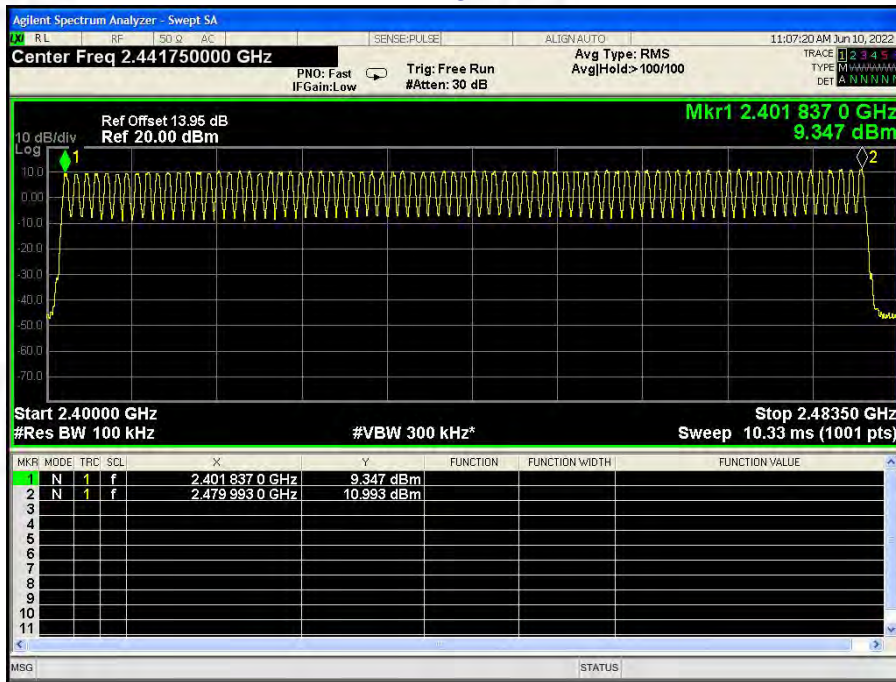 Agilent Spectrum Analyzer - Swept SA
LXI RL RF 50 Ω AC SENSE:PULSE ALIGN AUTO 11:07:20 AM Jun 10, 2022
Center Freq 2.441750000 GHz
PNO: Fast
IFGain:Low
Trig: Free Run
#Atten: 30 dB
Avg Type: RMS
Avg|Hold:>100/100
TRACE 1 2 3 4 5
TYPE M
DET A N N N N
Mkr1 2.401 837 0 GHz
9.347 dBm
Ref Offset 13.95 dB
10 dB/div Ref 20.00 dBm
Log
1
2
10.0
0.00
-10.0
-20.0
-30.0
-40.0
-50.0
-60.0
-70.0
Start 2.40000 GHz Stop 2.48350 GHz
#Res BW 100 kHz #VBW 300 kHz* Sweep 10.33 ms (1001 pts)
MKR MODE TRC SCL X Y FUNCTION FUNCTION WIDTH FUNCTION VALUE
1 N 1 f 2.401 837 0 GHz 9.347 dBm
2 N 1 f 2.479 993 0 GHz 10.993 dBm
3
4
5
6
7
8
9
10
11
MSG STATUS